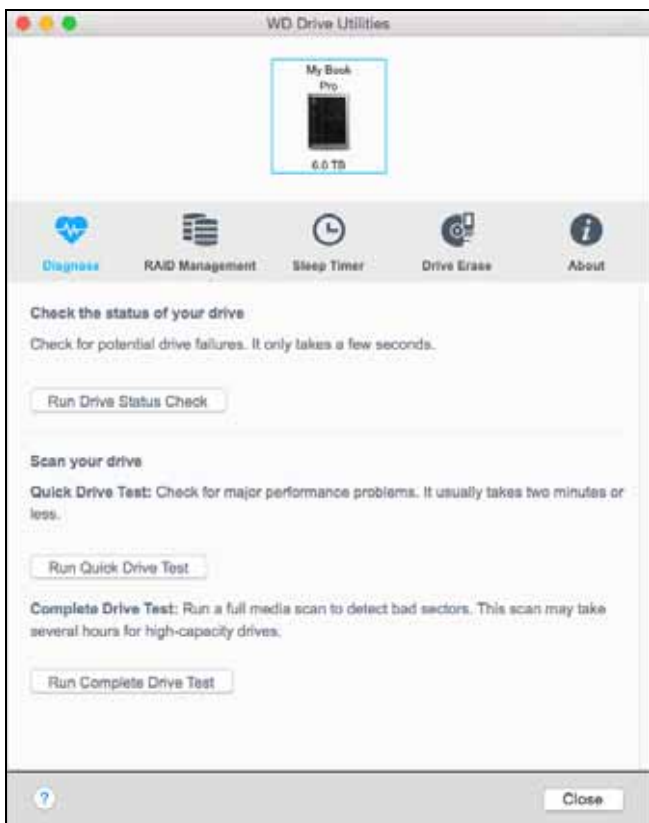 WD Drive Utilities
My Book
Pro
6.0 TB
Diagnose
RAID Management
Sleep Timer
Drive Erase
About
Check the status of your drive
Check for potential drive failures. It only takes a few seconds.
Run Drive Status Check
Scan your drive
Quick Drive Test: Check for major performance problems. It usually takes two minutes or
less.
Run Quick Drive Test
Complete Drive Test: Run a full media scan to detect bad sectors. This scan may take
several hours for high-capacity drives.
Run Complete Drive Test
?
Close